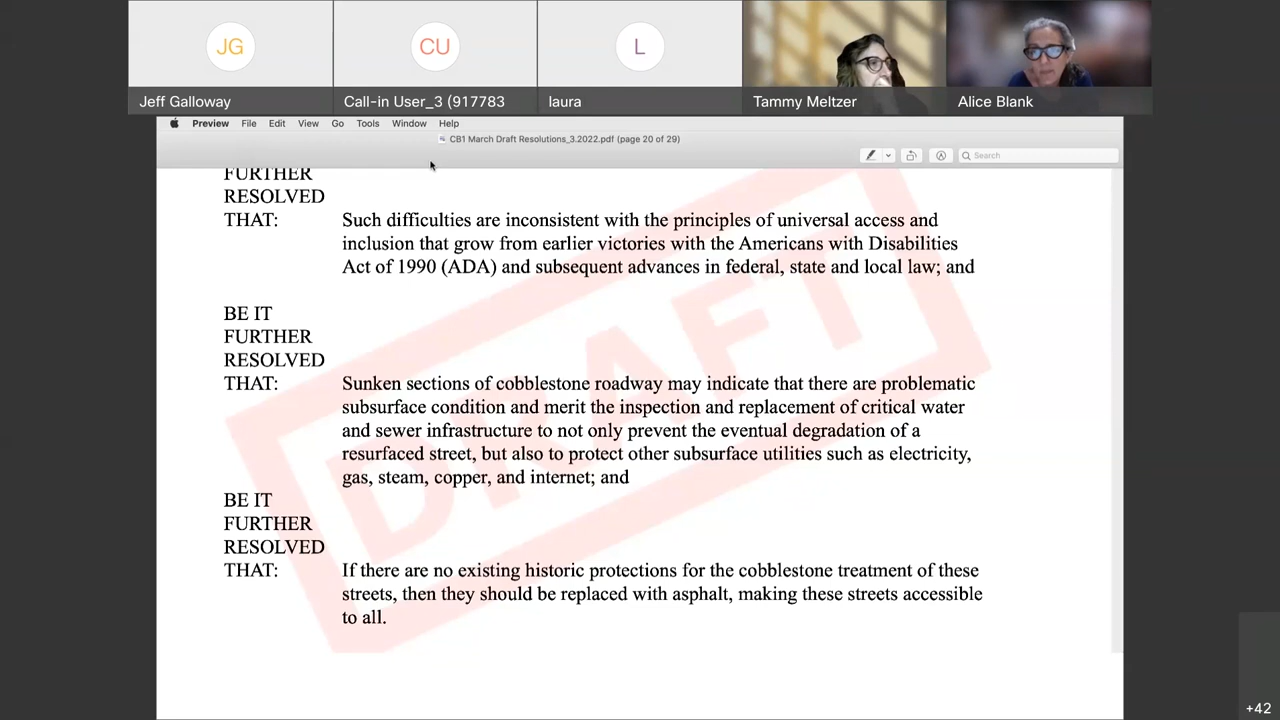 JG
CU
L
Jeff Galloway
Call-in User_3 (917783
laura
Tammy Meltzer
Alice Blank
Preview File Edit View Go Tools Window Help
CB1 March Draft Resolutions_3.2022.pdf (page 20 of 29)
Search
FURTHER
RESOLVED
THAT: Such difficulties are inconsistent with the principles of universal access and
inclusion that grow from earlier victories with the Americans with Disabilities
Act of 1990 (ADA) and subsequent advances in federal, state and local law; and
BE IT
FURTHER
RESOLVED
THAT: Sunken sections of cobblestone roadway may indicate that there are problematic
subsurface condition and merit the inspection and replacement of critical water
and sewer infrastructure to not only prevent the eventual degradation of a
resurfaced street, but also to protect other subsurface utilities such as electricity,
gas, steam, copper, and internet; and
BE IT
FURTHER
RESOLVED
THAT: If there are no existing historic protections for the cobblestone treatment of these
streets, then they should be replaced with asphalt, making these streets accessible
to all.
DRAFT
+42